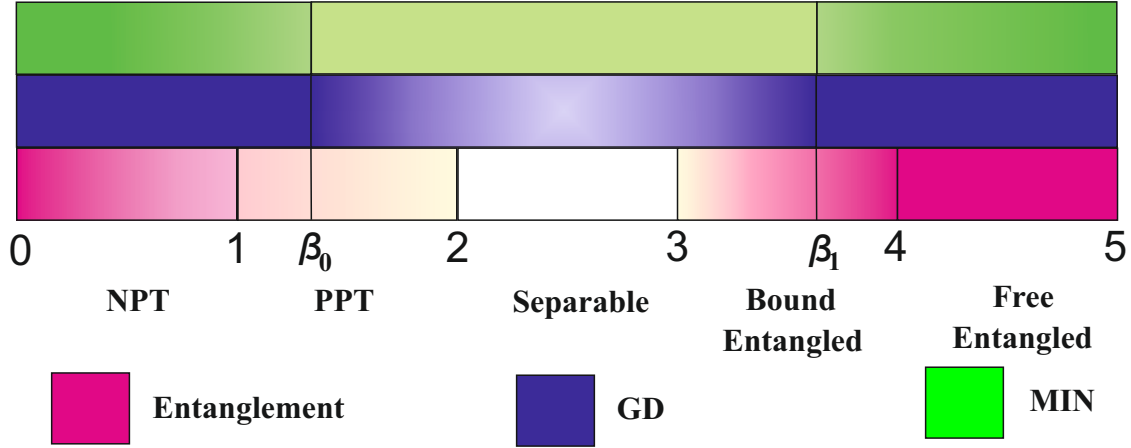 0 1 β0 2 3 β1 4 5
NPT PPT Separable Bound Entangled Free Entangled
Entanglement GD MIN